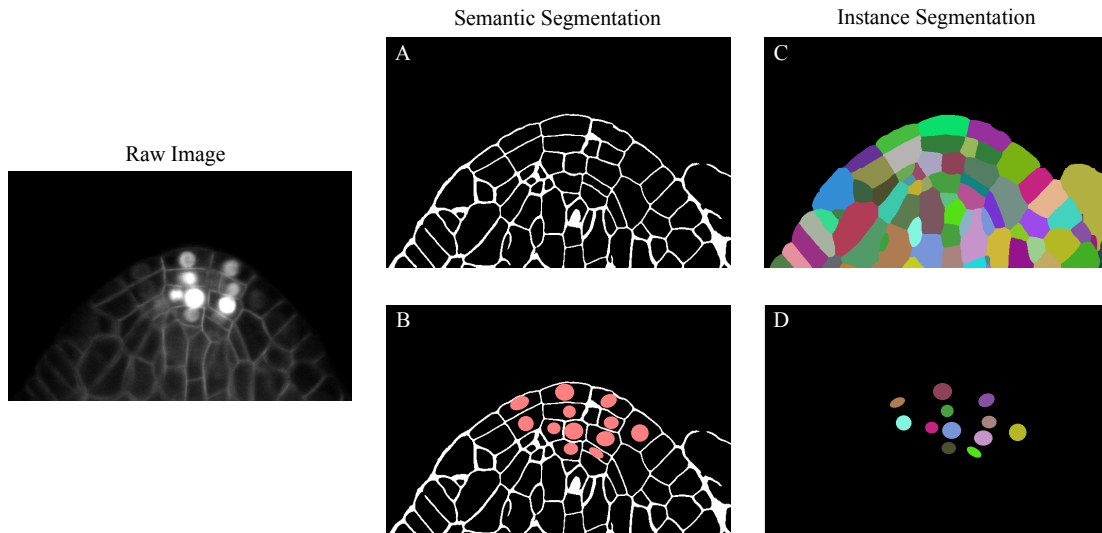 Semantic Segmentation
Instance Segmentation
A
C
Raw Image
B
D